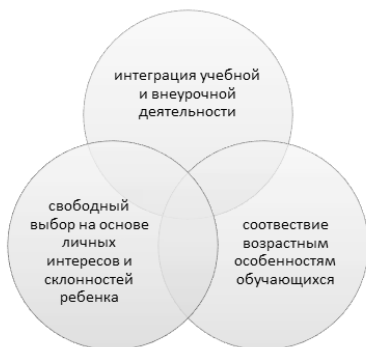 интеграция учебной
и внеурочной
деятельности
свободный
выбор на основе
личных
интересов и
склонностей
ребенка
соотвествие
возрастным
особенностям
обучающихся